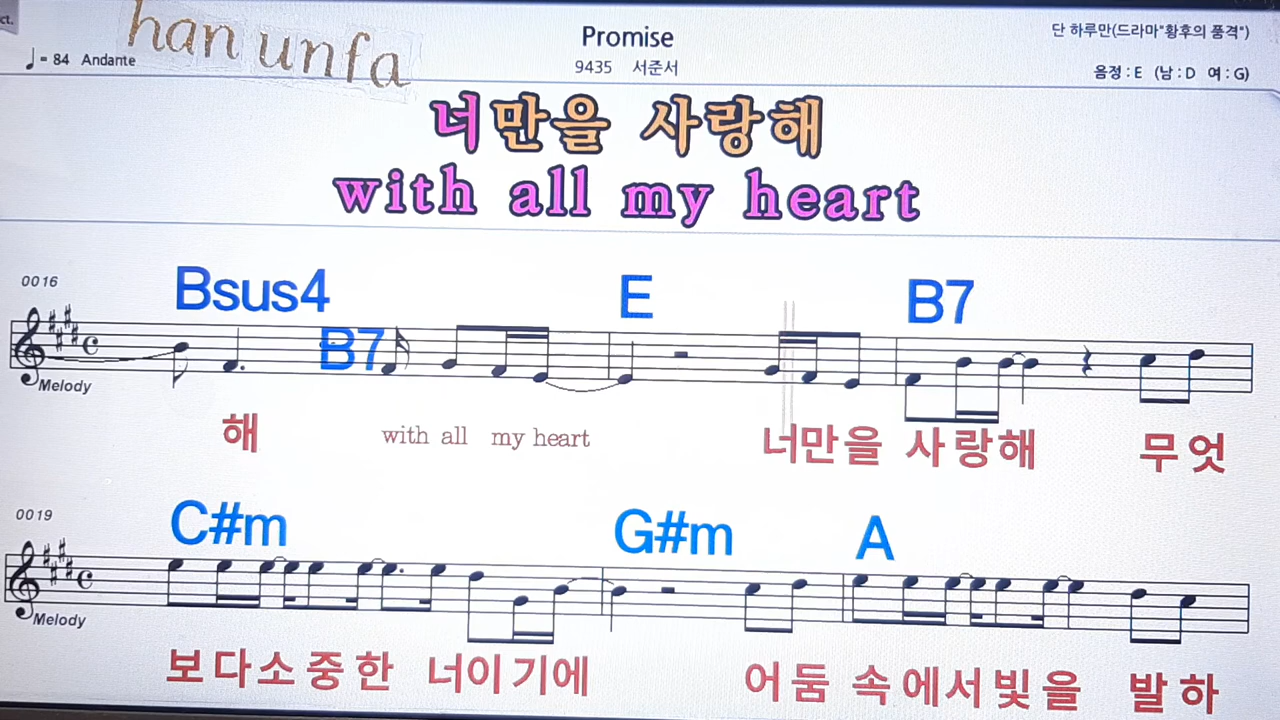 ct.
han unfa
Promise
단 하루만(드라마"황후의 품격")
♩= 84 Andante
9435 서준서
음정 : E (남 : D 여 : G)
너만을 사랑해
with all my heart
0016
Bsus4 B7 E B7
Melody
해 with all my heart 너만을 사랑해 무엇
0019
C#m G#m A
Melody
보다소중한 너이기에 어둠 속에서빛을 발하